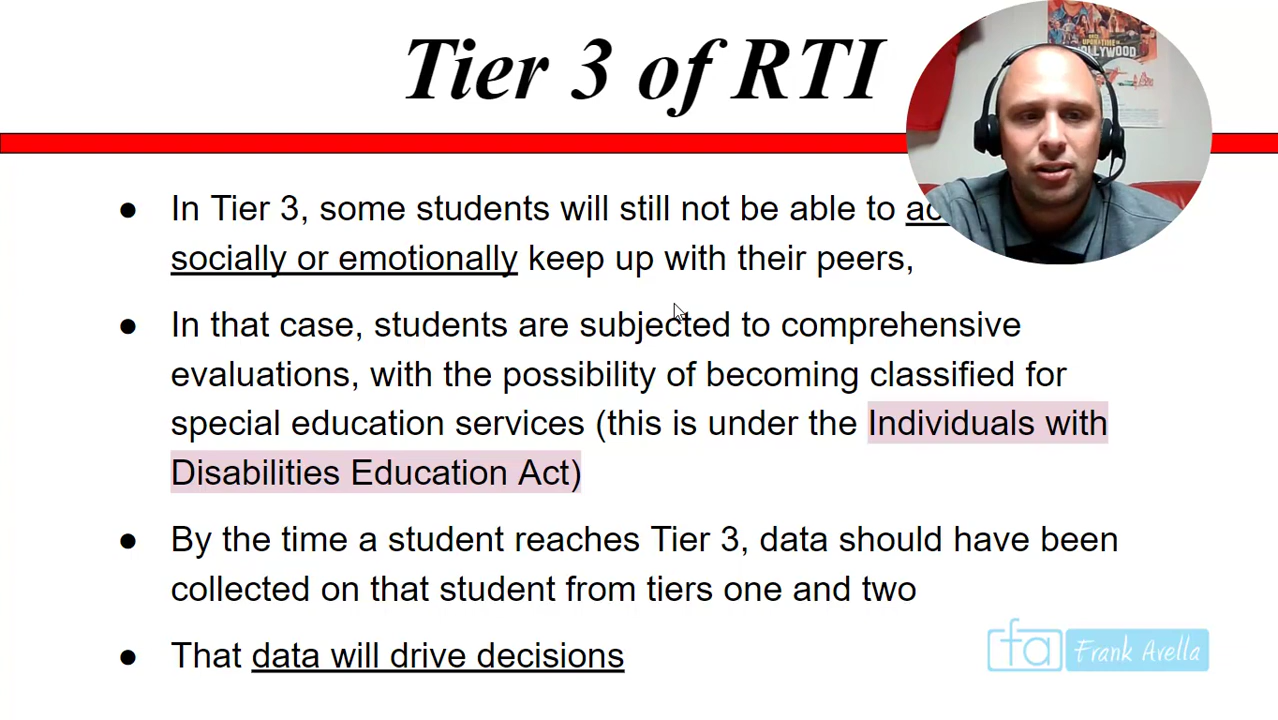 Tier 3 of RTI
HOLLYWOOD
● In Tier 3, some students will still not be able to
socially or emotionally keep up with their peers,
● In that case, students are subjected to comprehensive
evaluations, with the possibility of becoming classified for
special education services (this is under the Individuals with
Disabilities Education Act)
● By the time a student reaches Tier 3, data should have been
collected on that student from tiers one and two
● That data will drive decisions
fa Frank Avella